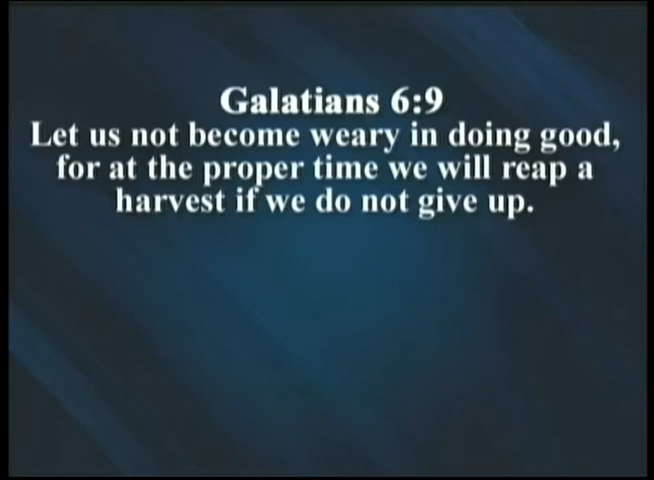 Galatians 6:9
Let us not become weary in doing good,
for at the proper time we will reap a
harvest if we do not give up.